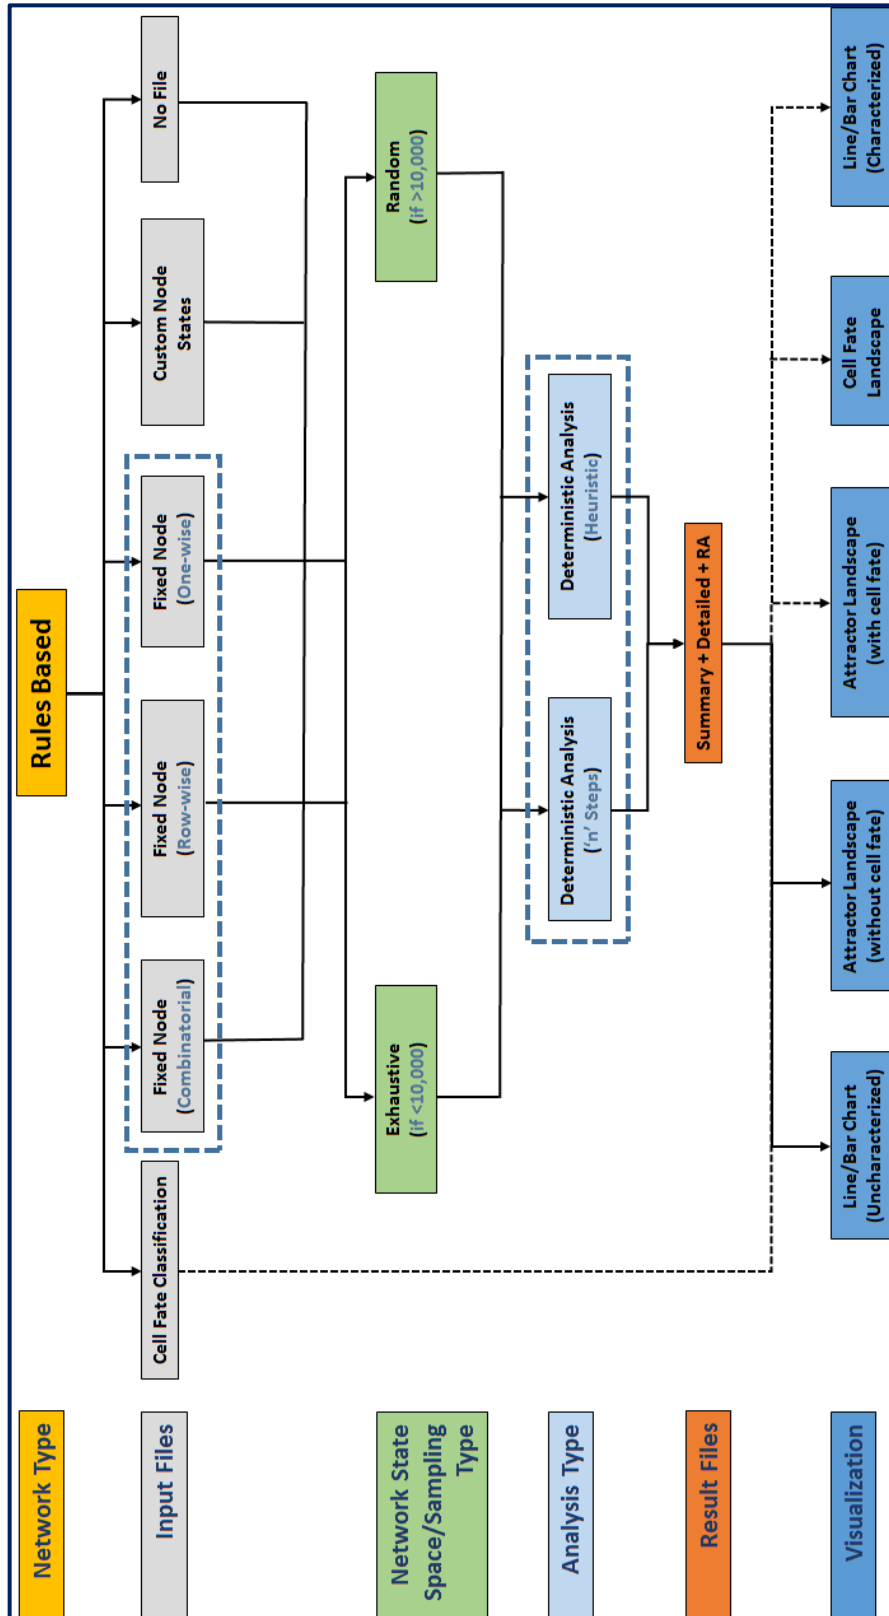 Network Type
Rules Based
Input Files
Cell Fate Classification
Fixed Node
(Combinatorial)
Fixed Node
(Row-wise)
Fixed Node
(One-wise)
Custom Node
States
No File
Network State
Space/Sampling
Type
Exhaustive
(if <10,000)
Random
(if >10,000)
Analysis Type
Deterministic Analysis
('n' Steps)
Deterministic Analysis
(Heuristic)
Result Files
Summary + Detailed + RA
Visualization
Line/Bar Chart
(Uncharacterized)
Attractor Landscape
(without cell fate)
Attractor Landscape
(with cell fate)
Cell Fate
Landscape
Line/Bar Chart
(Characterized)